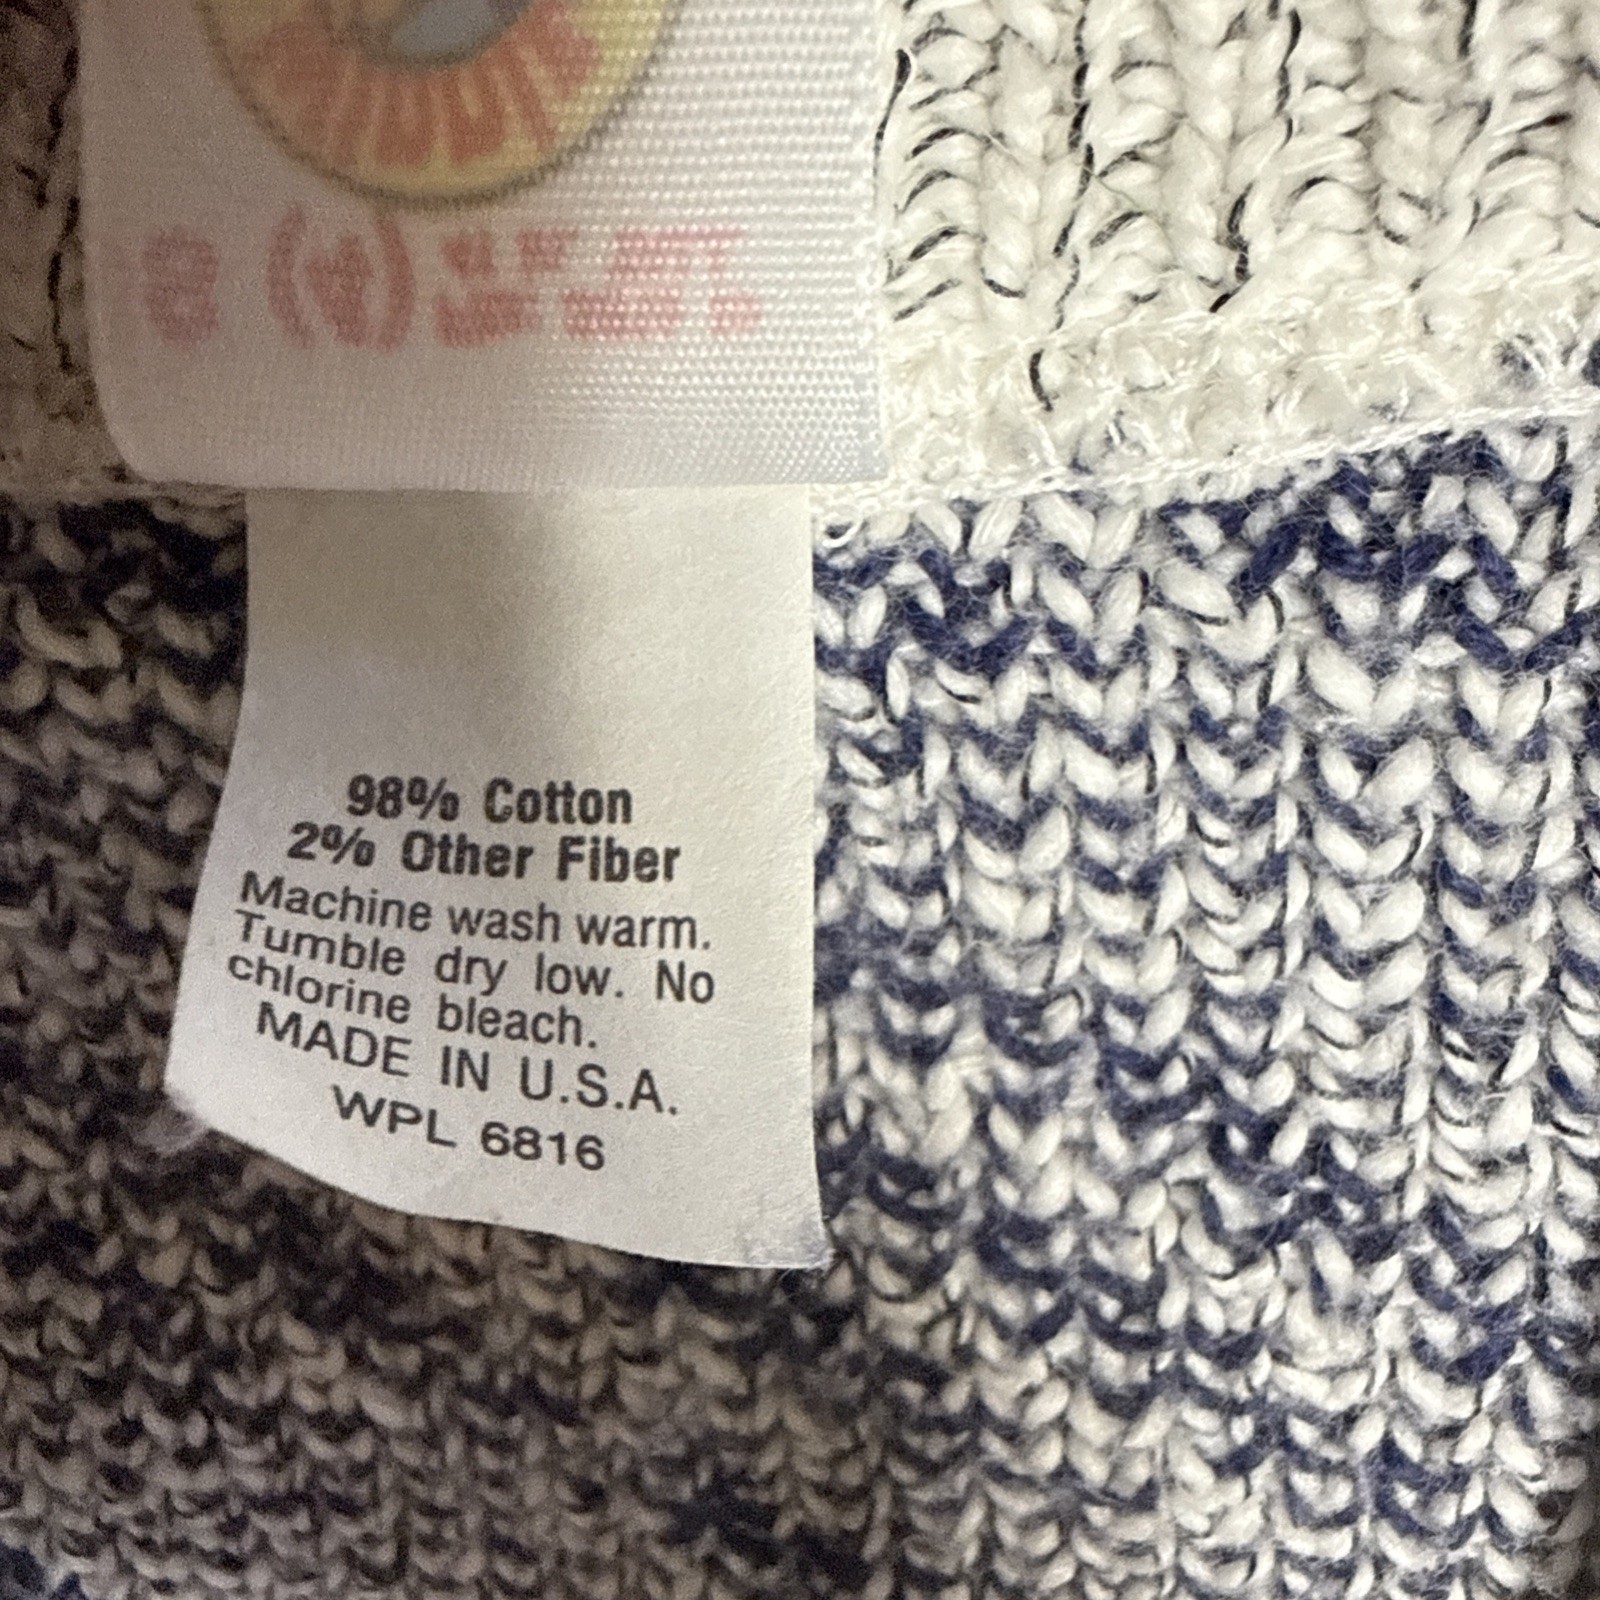 98% Cotton
2% Other Fiber
Machine wash warm.
Tumble dry low. No
chlorine bleach.
MADE IN U.S.A.
WPL 6816